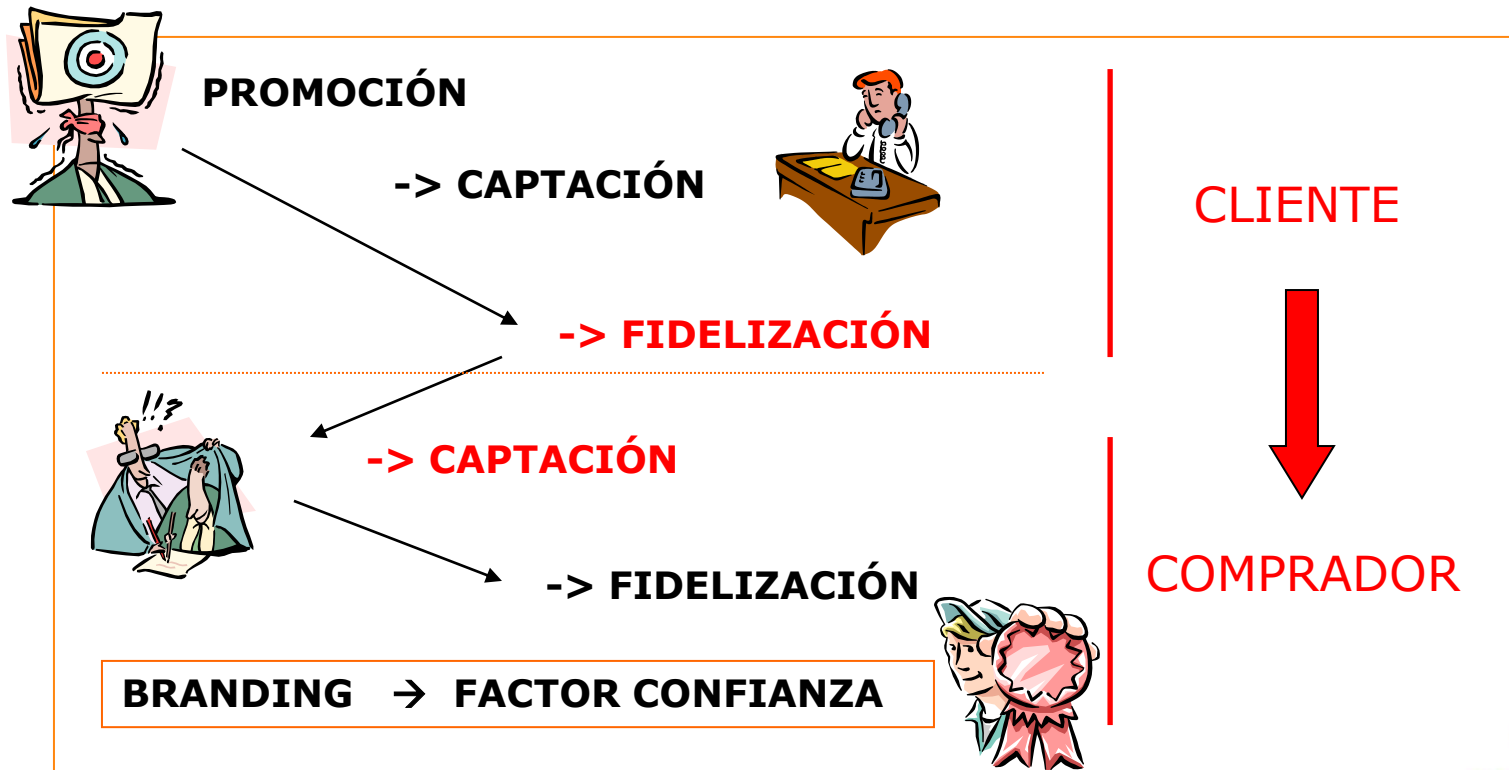 PROMOCIÓN
-> CAPTACIÓN
CLIENTE
-> FIDELIZACIÓN
!!?
-> CAPTACIÓN
COMPRADOR
-> FIDELIZACIÓN
BRANDING → FACTOR CONFIANZA